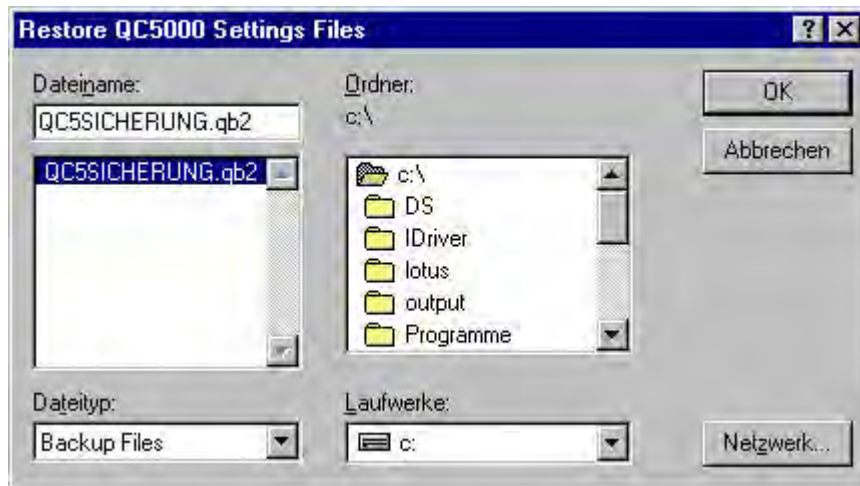 Restore QC5000 Settings Files
Dateiname:
QC5SICHERUNG.qb2
QC5SICHERUNG.qb2
Ordner:
c:\
c:\
DS
IDriver
lotus
output
Programme
OK
Abbrechen
Dateityp:
Backup Files
Laufwerke:
c:
Netzwerk...